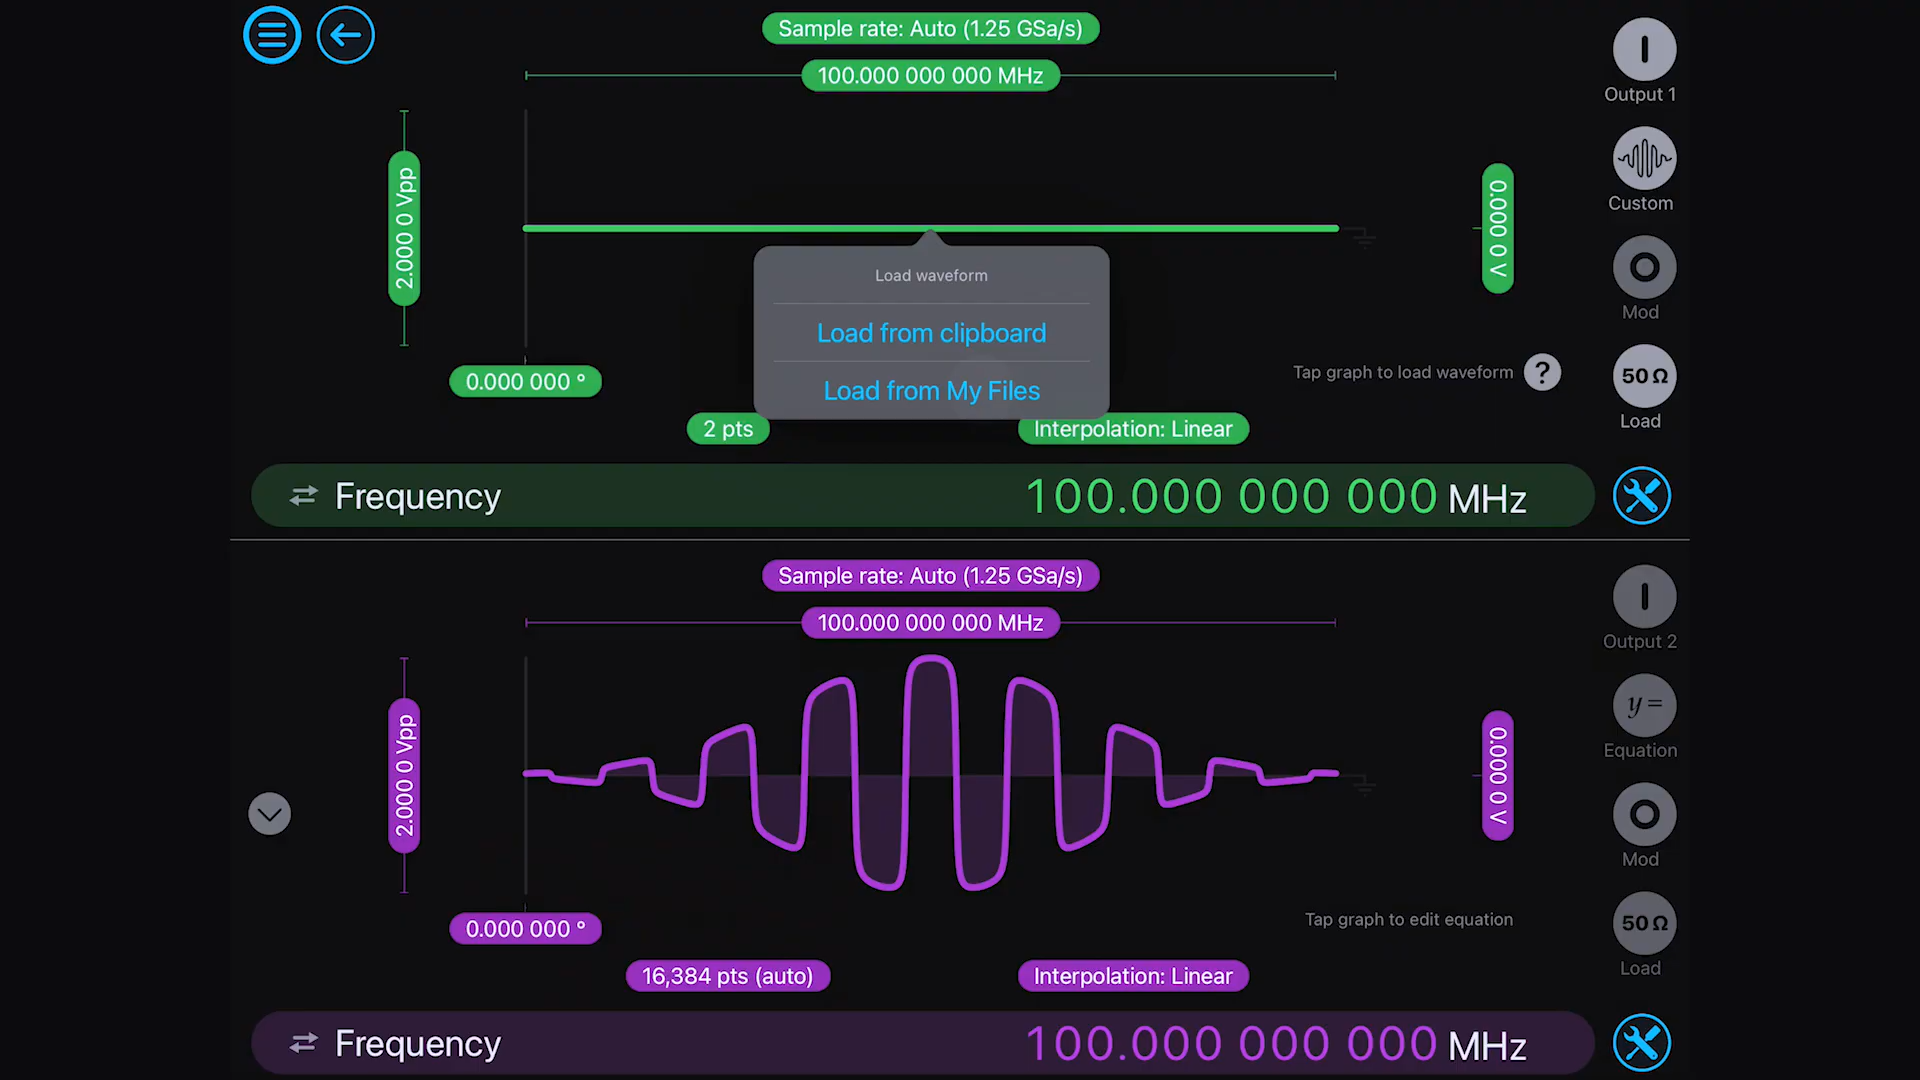 Sample rate: Auto (1.25 GSa/s)
100.000 000 000 MHz
Output 1
2.000 0 Vpp
0.000 0 V
Custom
Mod
Load waveform
Load from clipboard
Load from My Files
0.000 000 °
Tap graph to load waveform ?
50 Ω
Load
2 pts
Interpolation: Linear
Frequency 100.000 000 000 MHz
Sample rate: Auto (1.25 GSa/s)
100.000 000 000 MHz
Output 2
2.000 0 Vpp
0.000 0 V
y =
Equation
Mod
0.000 000 °
Tap graph to edit equation
50 Ω
Load
16,384 pts (auto)
Interpolation: Linear
Frequency 100.000 000 000 MHz